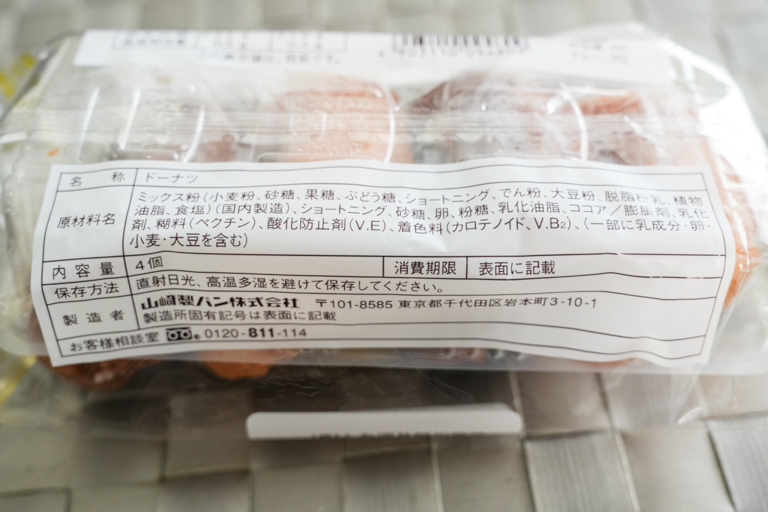 名 称 ドーナツ
原材料名 ミックス粉(小麦粉、砂糖、果糖、ぶどう糖、ショートニング、でん粉、大豆粉、脱脂粉乳、植物
油脂、食塩)(国内製造)、ショートニング、砂糖、卵、粉糖、乳化油脂、ココア/膨脹剤、乳化
剤、糊料(ペクチン)、酸化防止剤(V.E)、着色料(カロテノイド、V.B₂)、(一部に乳成分・卵・
小麦・大豆を含む)
内容量 4個 消費期限 表面に記載
保存方法 直射日光、高温多湿を避けて保存してください。
製造者 山崎製パン株式会社 〒101-8585 東京都千代田区岩本町3-10-1
製造所固有記号は表面に記載
お客様相談室 0120-811-114